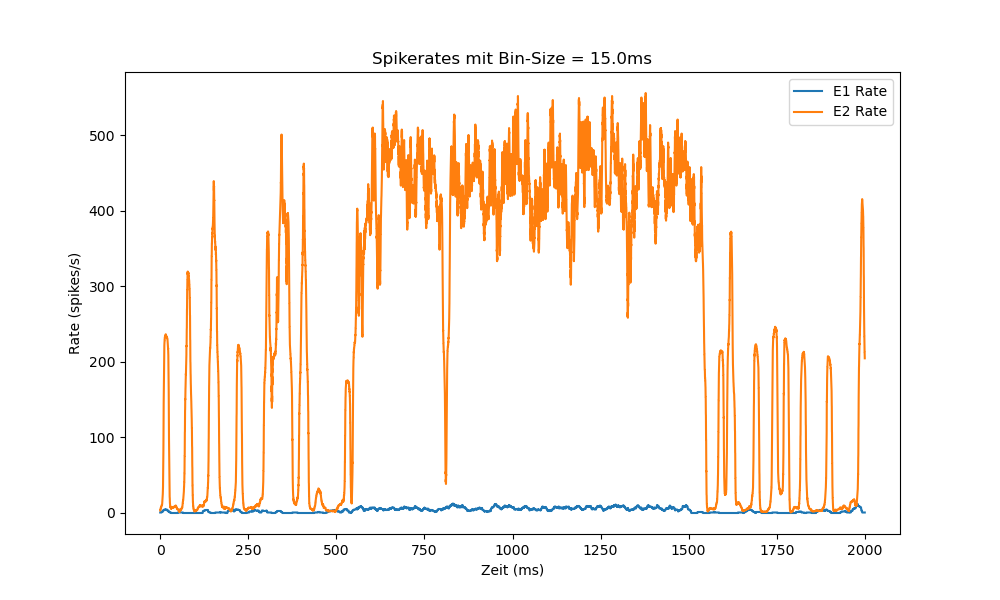 Spikerates mit Bin-Size = 15.0ms
E1 Rate
E2 Rate
Rate (spikes/s)
500
400
300
200
100
0
0 250 500 750 1000 1250 1500 1750 2000
Zeit (ms)